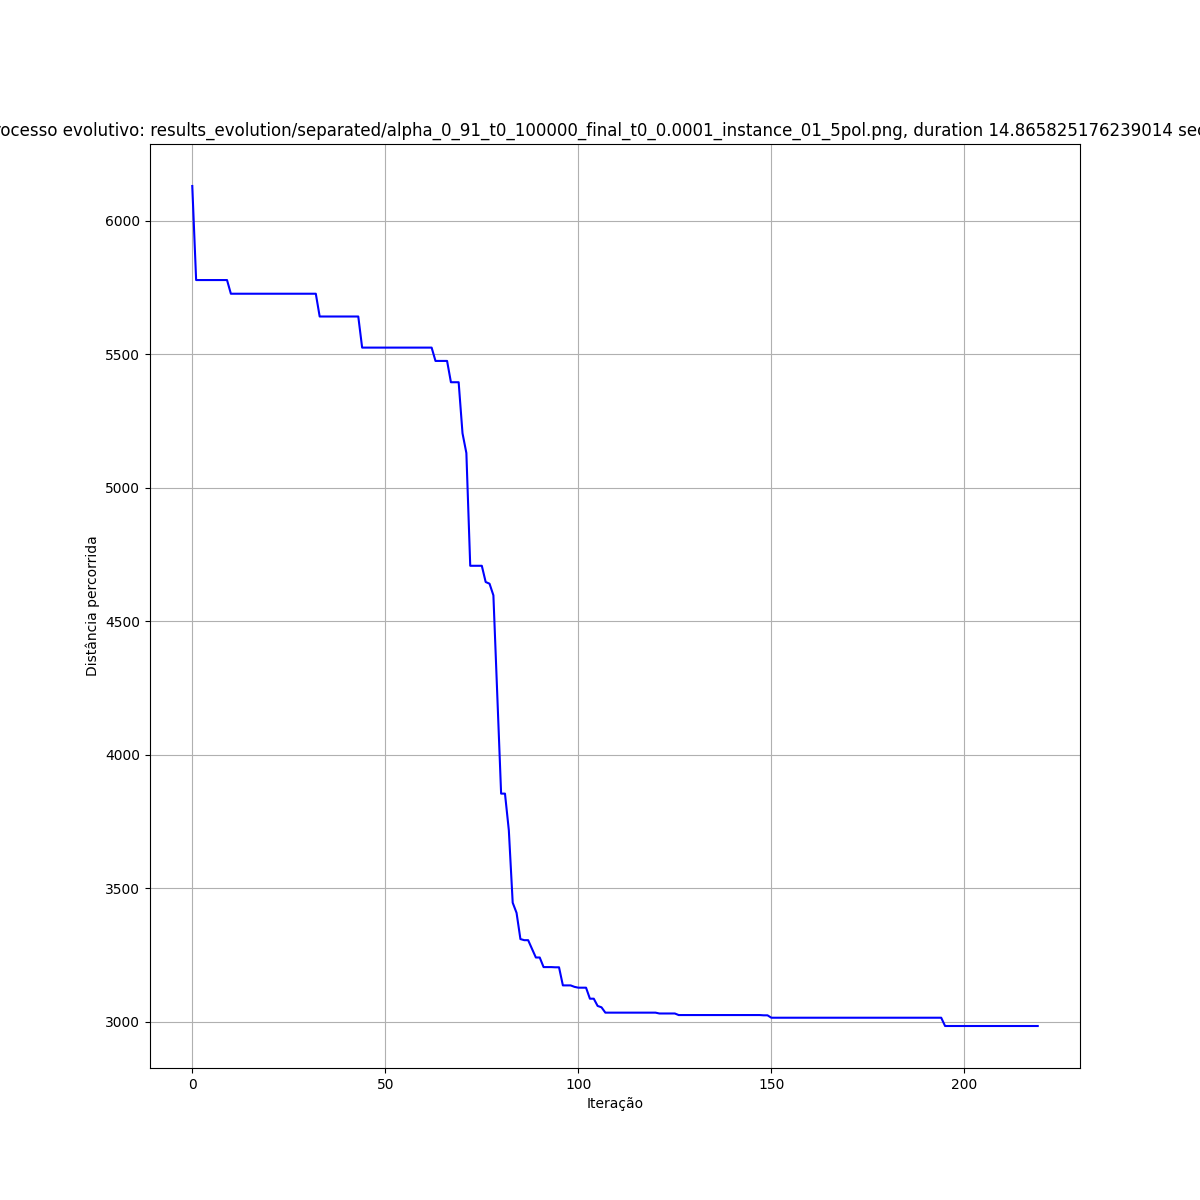 ocesso evolutivo: results_evolution/separated/alpha_0_91_t0_100000_final_t0_0.0001_instance_01_5pol.png, duration 14.865825176239014 sec
6000
5500
5000
4500
4000
3500
3000
Distância percorrida
0 50 100 150 200
Iteração